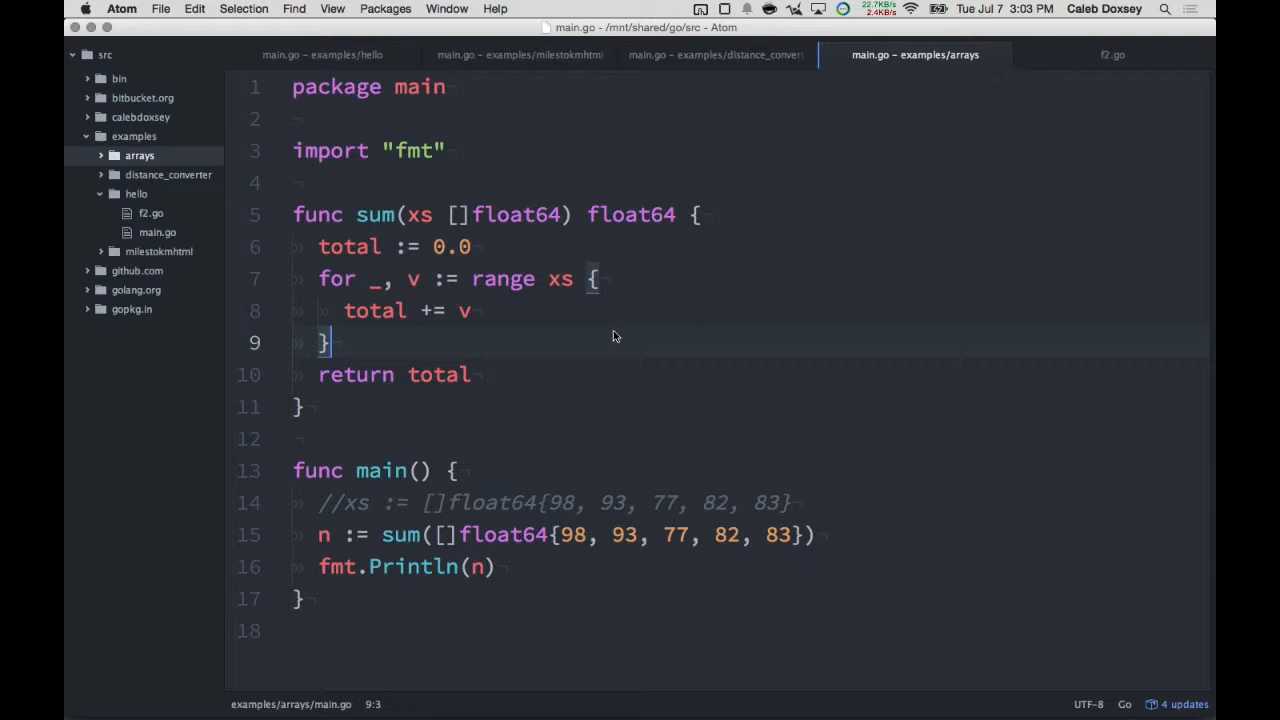 Atom File Edit Selection Find View Packages Window Help 22.7KB/s 2.4KB/s Tue Jul 7 3:03 PM Caleb Doxsey
main.go - /mnt/shared/go/src - Atom
src
main.go – examples/hello
main.go – examples/milestokmhtml
main.go – examples/distance_convert
main.go – examples/arrays
f2.go
bin
bitbucket.org
calebdoxsey
examples
arrays
distance_converter
hello
f2.go
main.go
milestokmhtml
github.com
golang.org
gopkg.in
1 package main
2
3 import "fmt"
4
5 func sum(xs []float64) float64 {
6 total := 0.0
7 for _, v := range xs {
8 total += v
9 }
10 return total
11 }
12
13 func main() {
14 //xs := []float64{98, 93, 77, 82, 83}
15 n := sum([]float64{98, 93, 77, 82, 83})
16 fmt.Println(n)
17 }
18
examples/arrays/main.go 9:3 UTF-8 Go 4 updates